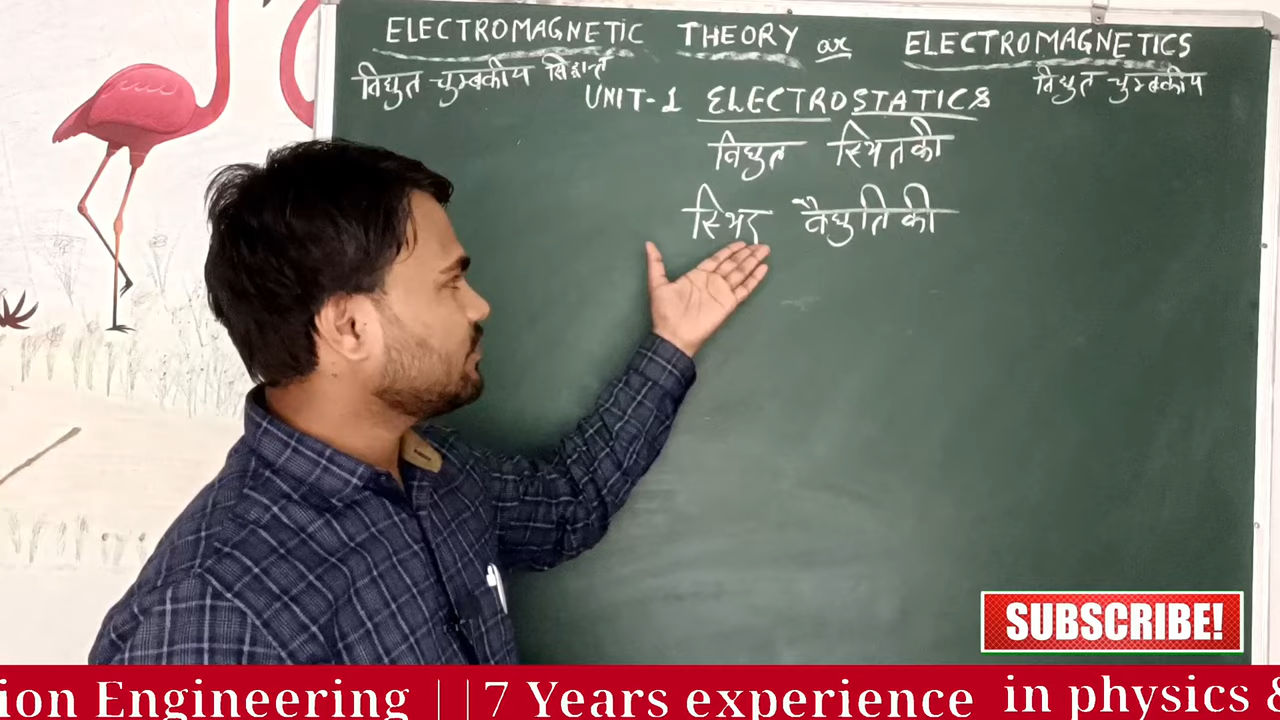 ELECTROMAGNETIC THEORY or ELECTROMAGNETICS
विद्युत चुम्बकीय सिद्धान्त विद्युत चुम्बकीय
UNIT-1 ELECTROSTATICS
विद्युत स्थितकी
स्थिर वैद्युतिकी
SUBSCRIBE!
ion Engineering ||7 Years experience in physics &